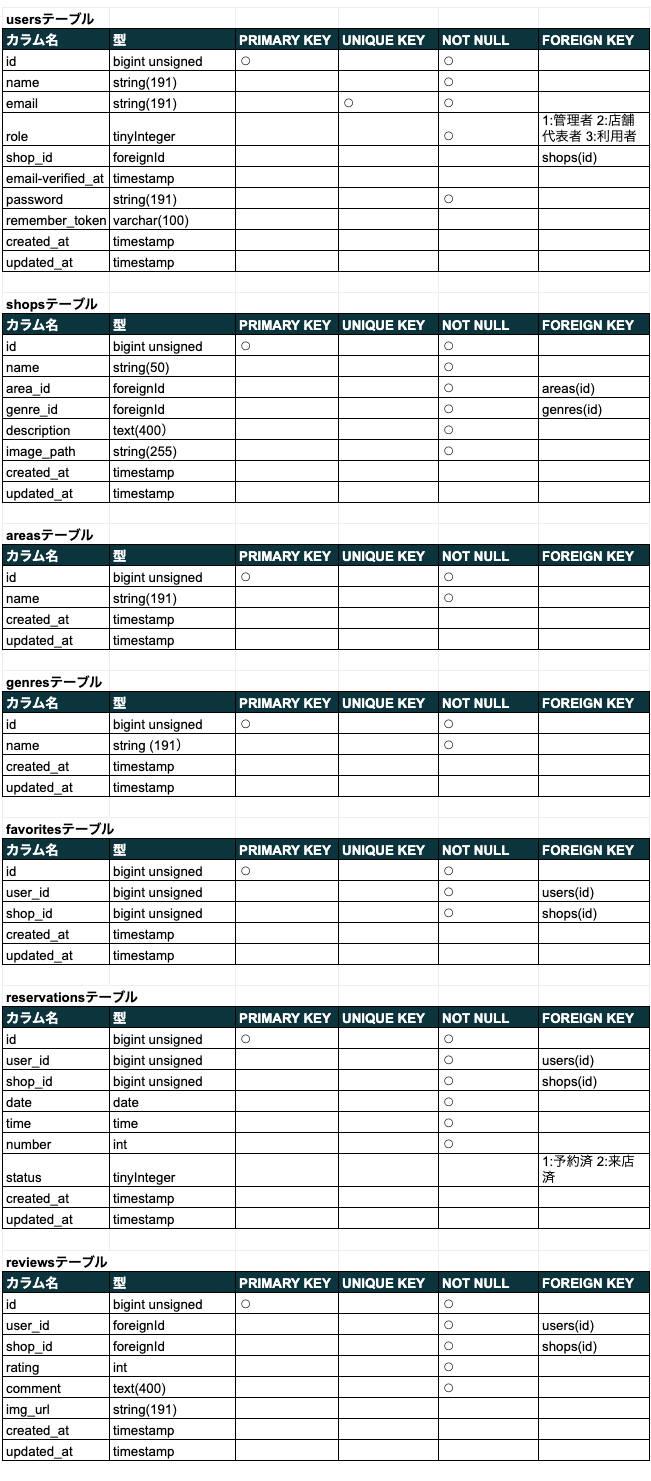 usersテーブル
カラム名 型 PRIMARY KEY UNIQUE KEY NOT NULL FOREIGN KEY
id bigint unsigned ○ ○
name string(191) ○
email string(191) ○ ○
role tinyInteger ○ 1:管理者 2:店舗
代表者 3:利用者
shop_id foreignId shops(id)
email-verified_at timestamp
password string(191) ○
remember_token varchar(100)
created_at timestamp
updated_at timestamp
shopsテーブル
カラム名 型 PRIMARY KEY UNIQUE KEY NOT NULL FOREIGN KEY
id bigint unsigned ○ ○
name string(50) ○
area_id foreignId ○ areas(id)
genre_id foreignId ○ genres(id)
description text(400） ○
image_path string(255) ○
created_at timestamp
updated_at timestamp
areasテーブル
カラム名 型 PRIMARY KEY UNIQUE KEY NOT NULL FOREIGN KEY
id bigint unsigned ○ ○
name string(191) ○
created_at timestamp
updated_at timestamp
genresテーブル
カラム名 型 PRIMARY KEY UNIQUE KEY NOT NULL FOREIGN KEY
id bigint unsigned ○ ○
name string (191） ○
created_at timestamp
updated_at timestamp
favoritesテーブル
カラム名 型 PRIMARY KEY UNIQUE KEY NOT NULL FOREIGN KEY
id bigint unsigned ○ ○
user_id bigint unsigned ○ users(id)
shop_id bigint unsigned ○ shops(id)
created_at timestamp
updated_at timestamp
reservationsテーブル
カラム名 型 PRIMARY KEY UNIQUE KEY NOT NULL FOREIGN KEY
id bigint unsigned ○ ○
user_id bigint unsigned ○ users(id)
shop_id bigint unsigned ○ shops(id)
date date ○
time time ○
number int ○
status tinyInteger 1:予約済 2:来店
済
created_at timestamp
updated_at timestamp
reviewsテーブル
カラム名 型 PRIMARY KEY UNIQUE KEY NOT NULL FOREIGN KEY
id bigint unsigned ○ ○
user_id foreignId ○ users(id)
shop_id foreignId ○ shops(id)
rating int ○
comment text(400) ○
img_url string(191)
created_at timestamp
updated_at timestamp